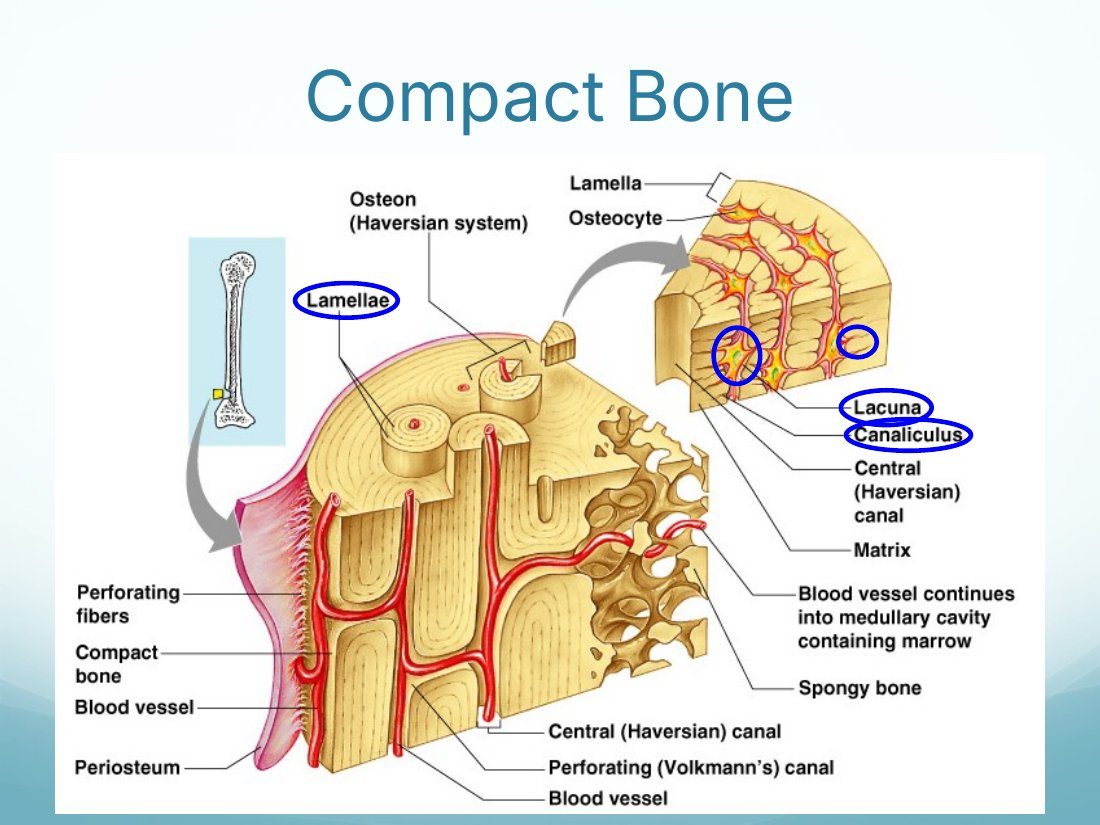 Compact Bone
Osteon
(Haversian system)
Lamellae
Lamella
Osteocyte
Lacuna
Canaliculus
Central
(Haversian)
canal
Matrix
Blood vessel continues
into medullary cavity
containing marrow
Spongy bone
Perforating
fibers
Compact
bone
Blood vessel
Periosteum
Central (Haversian) canal
Perforating (Volkmann's) canal
Blood vessel